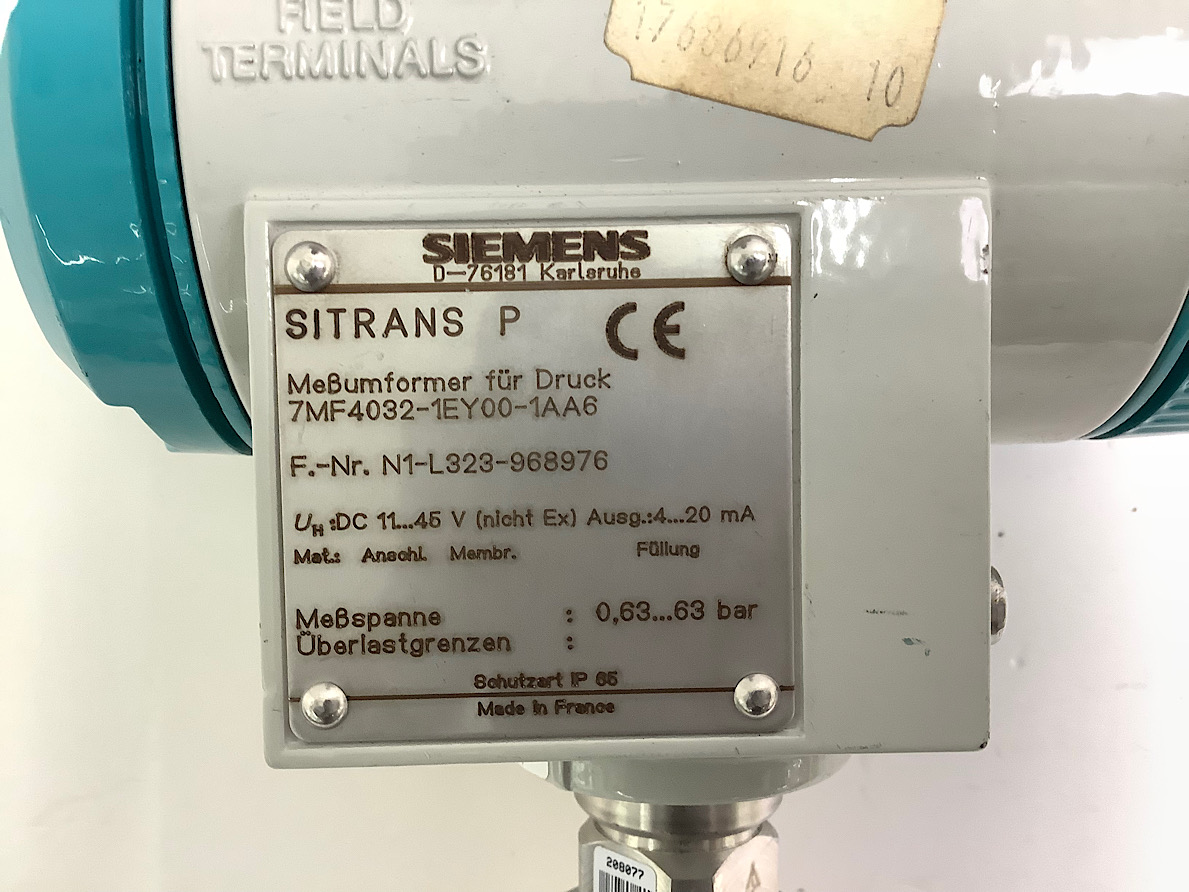 FIELD
TERMINALS
17686916 10
SIEMENS
D-76181 Karlsruhe
SITRANS P CE
Meßumformer für Druck
7MF4032-1EY00-1AA6
F.-Nr. N1-L323-968976
UH :DC 11...45 V (nicht Ex) Ausg.:4...20 mA
Mat.: Anschl. Membr. Füllung
Meßspanne : 0,63...63 bar
Überlastgrenzen :
Schutzart IP 65
Made in France
208077